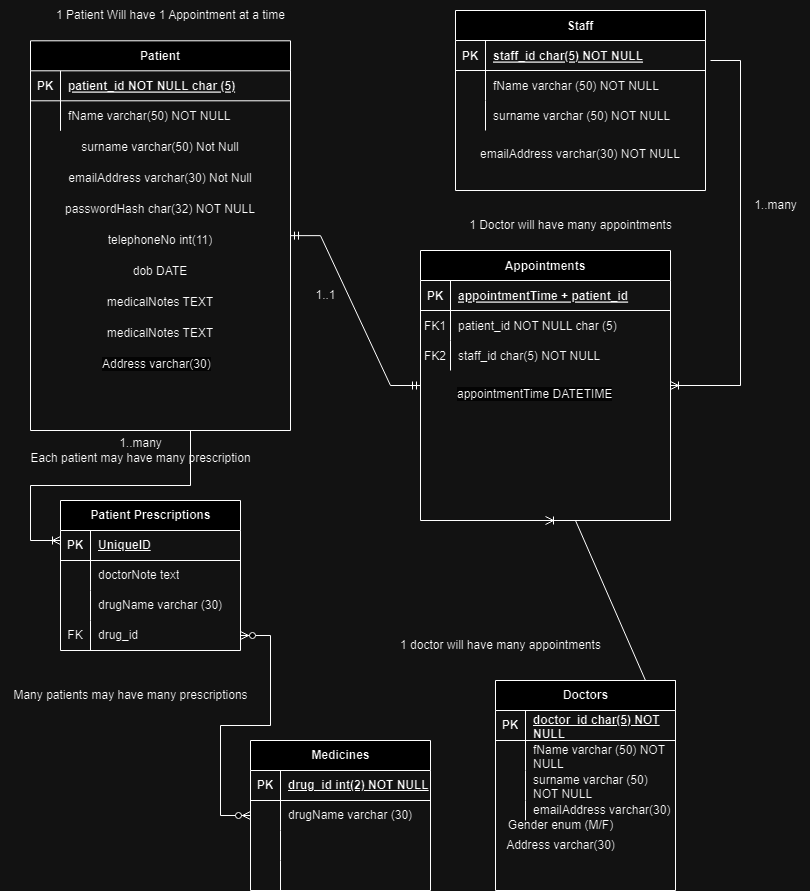 1 Patient Will have 1 Appointment at a time
Patient
PK patient_id NOT NULL char (5)
fName varchar(50) NOT NULL
surname varchar(50) Not Null
emailAddress varchar(30) Not Null
passwordHash char(32) NOT NULL
telephoneNo int(11)
dob DATE
medicalNotes TEXT
medicalNotes TEXT
Address varchar(30)
Staff
PK staff_id char(5) NOT NULL
fName varchar (50) NOT NULL
surname varchar (50) NOT NULL
emailAddress varchar(30) NOT NULL
1..many
1 Doctor will have many appointments
1..1
Appointments
PK appointmentTime + patient_id
FK1 patient_id NOT NULL char (5)
FK2 staff_id char(5) NOT NULL
appointmentTime DATETIME
1..many
Each patient may have many prescription
Patient Prescriptions
PK UniqueID
doctorNote text
drugName varchar (30)
FK drug_id
Many patients may have many prescriptions
1 doctor will have many appointments
Medicines
PK drug_id int(2) NOT NULL
drugName varchar (30)
Doctors
PK doctor_id char(5) NOT
NULL
fName varchar (50) NOT
NULL
surname varchar (50)
NOT NULL
emailAddress varchar(30)
Gender enum (M/F)
Address varchar(30)